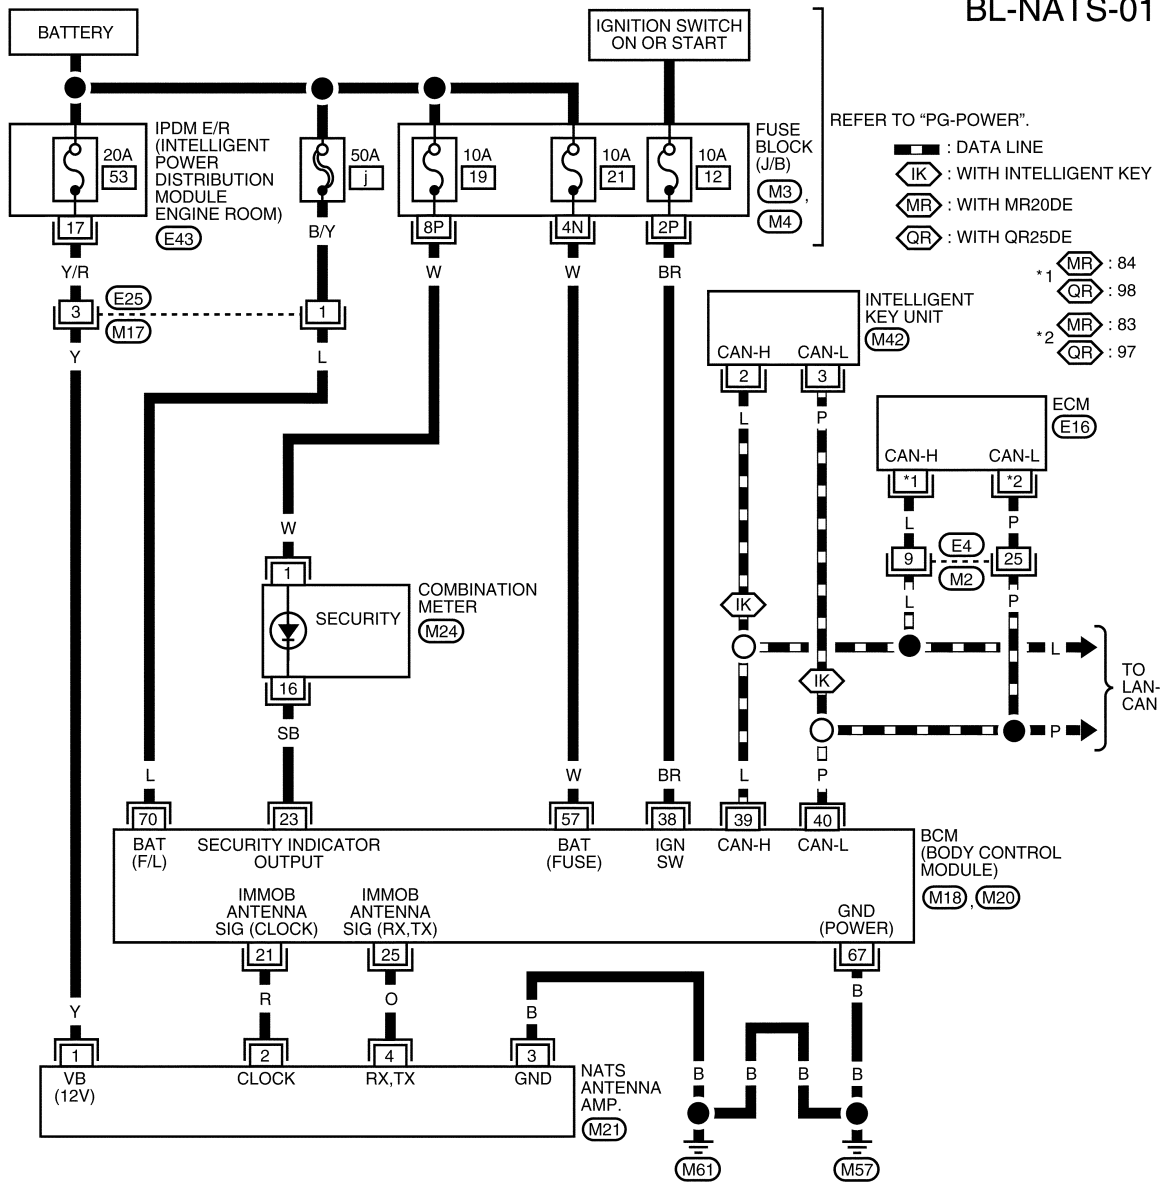 BL-NATS-01
BATTERY
IGNITION SWITCH
ON OR START
REFER TO “PG-POWER”.
: DATA LINE
IK : WITH INTELLIGENT KEY
MR : WITH MR20DE
QR : WITH QR25DE
*1
MR : 84
QR : 98
*2
MR : 83
QR : 97
20A
53
IPDM E/R
(INTELLIGENT
POWER
DISTRIBUTION
MODULE
ENGINE ROOM)
E43
50A
j
10A
19
10A
21
10A
12
FUSE
BLOCK
(J/B)
M3 ,
M4
17
B/Y
8P
4N
2P
Y/R
W
W
BR
3
E25
M17
1
Y
L
INTELLIGENT
KEY UNIT
M42
CAN-H
CAN-L
2
3
L
P
ECM
E16
CAN-H
CAN-L
*1
*2
L
P
9
E4
M2
25
L
P
IK
IK
L
P
TO
LAN-
CAN
W
1
SECURITY
COMBINATION
METER
M24
16
SB
L
W
BR
L
P
70
23
57
38
39
40
BAT
(F/L)
SECURITY INDICATOR
OUTPUT
BAT
(FUSE)
IGN
SW
CAN-H
CAN-L
BCM
(BODY CONTROL
MODULE)
M18 , M20
IMMOB
ANTENNA
SIG (CLOCK)
IMMOB
ANTENNA
SIG (RX,TX)
GND
(POWER)
21
25
67
R
O
B
B
Y
1
2
4
3
VB
(12V)
CLOCK
RX,TX
GND
NATS
ANTENNA
AMP.
M21
B
B
B
B
M61
M57